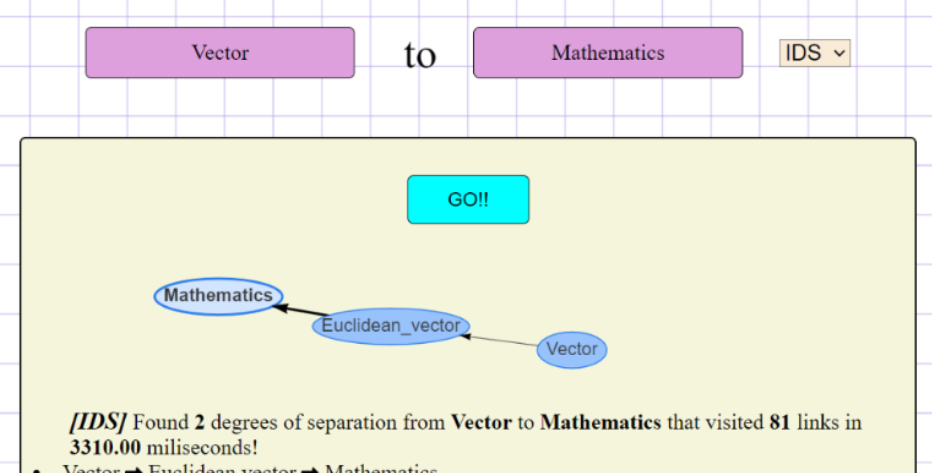 Vector to Mathematics IDS
GO!!
Mathematics
Euclidean_vector
Vector
[IDS] Found 2 degrees of separation from Vector to Mathematics that visited 81 links in
3310.00 miliseconds!
Vector ➡ Euclidean vector ➡ Mathematics